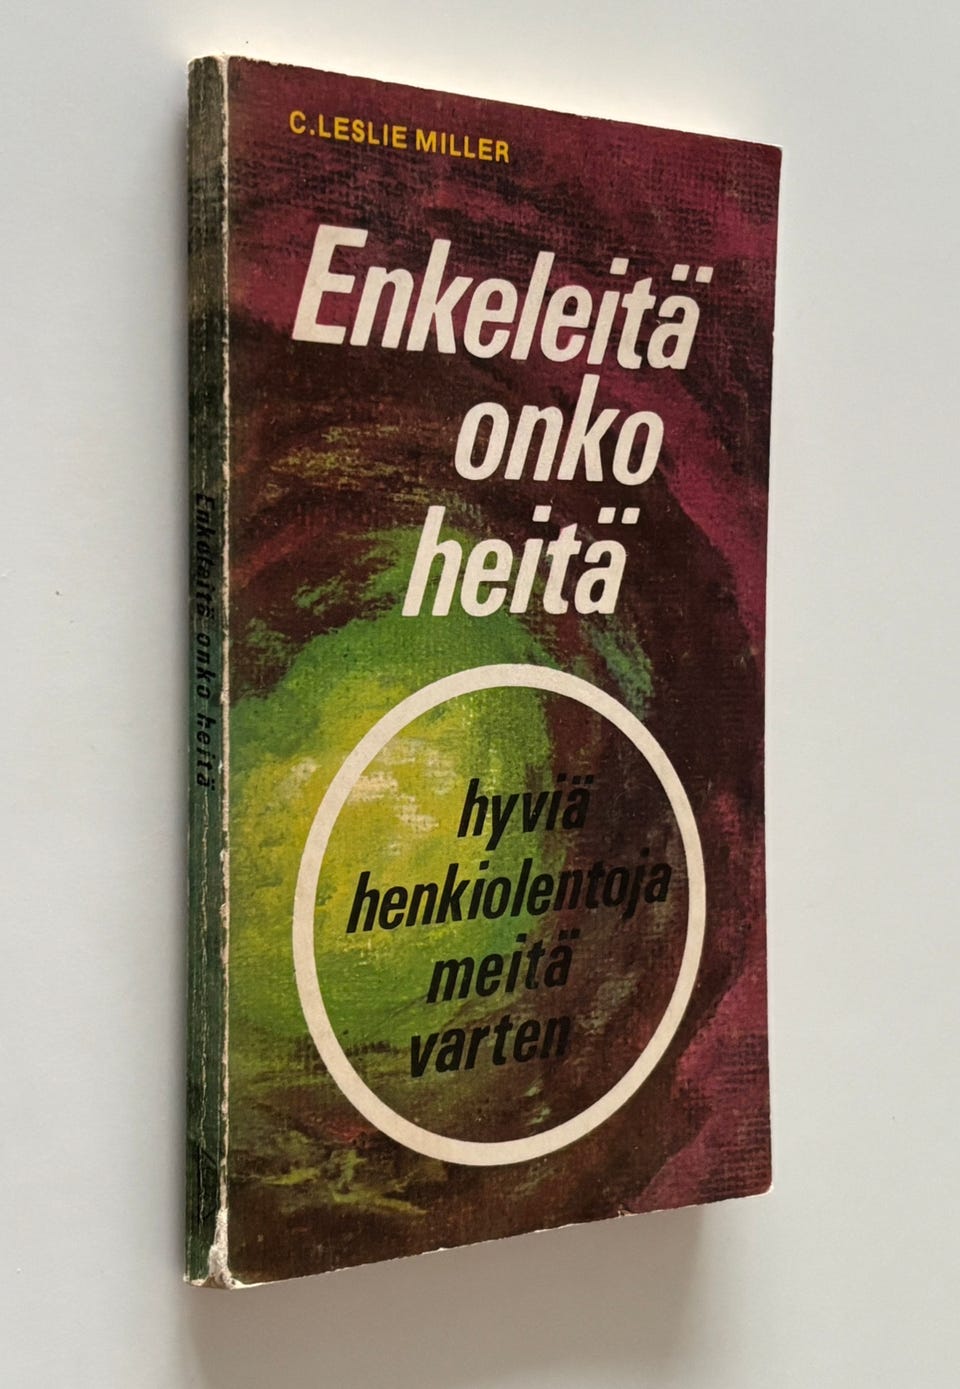 C.LESLIE MILLER
Enkeleitä
onko
heitä
hyviä
henkiolentoja
meitä
varten
Enkeleitä onko heitä